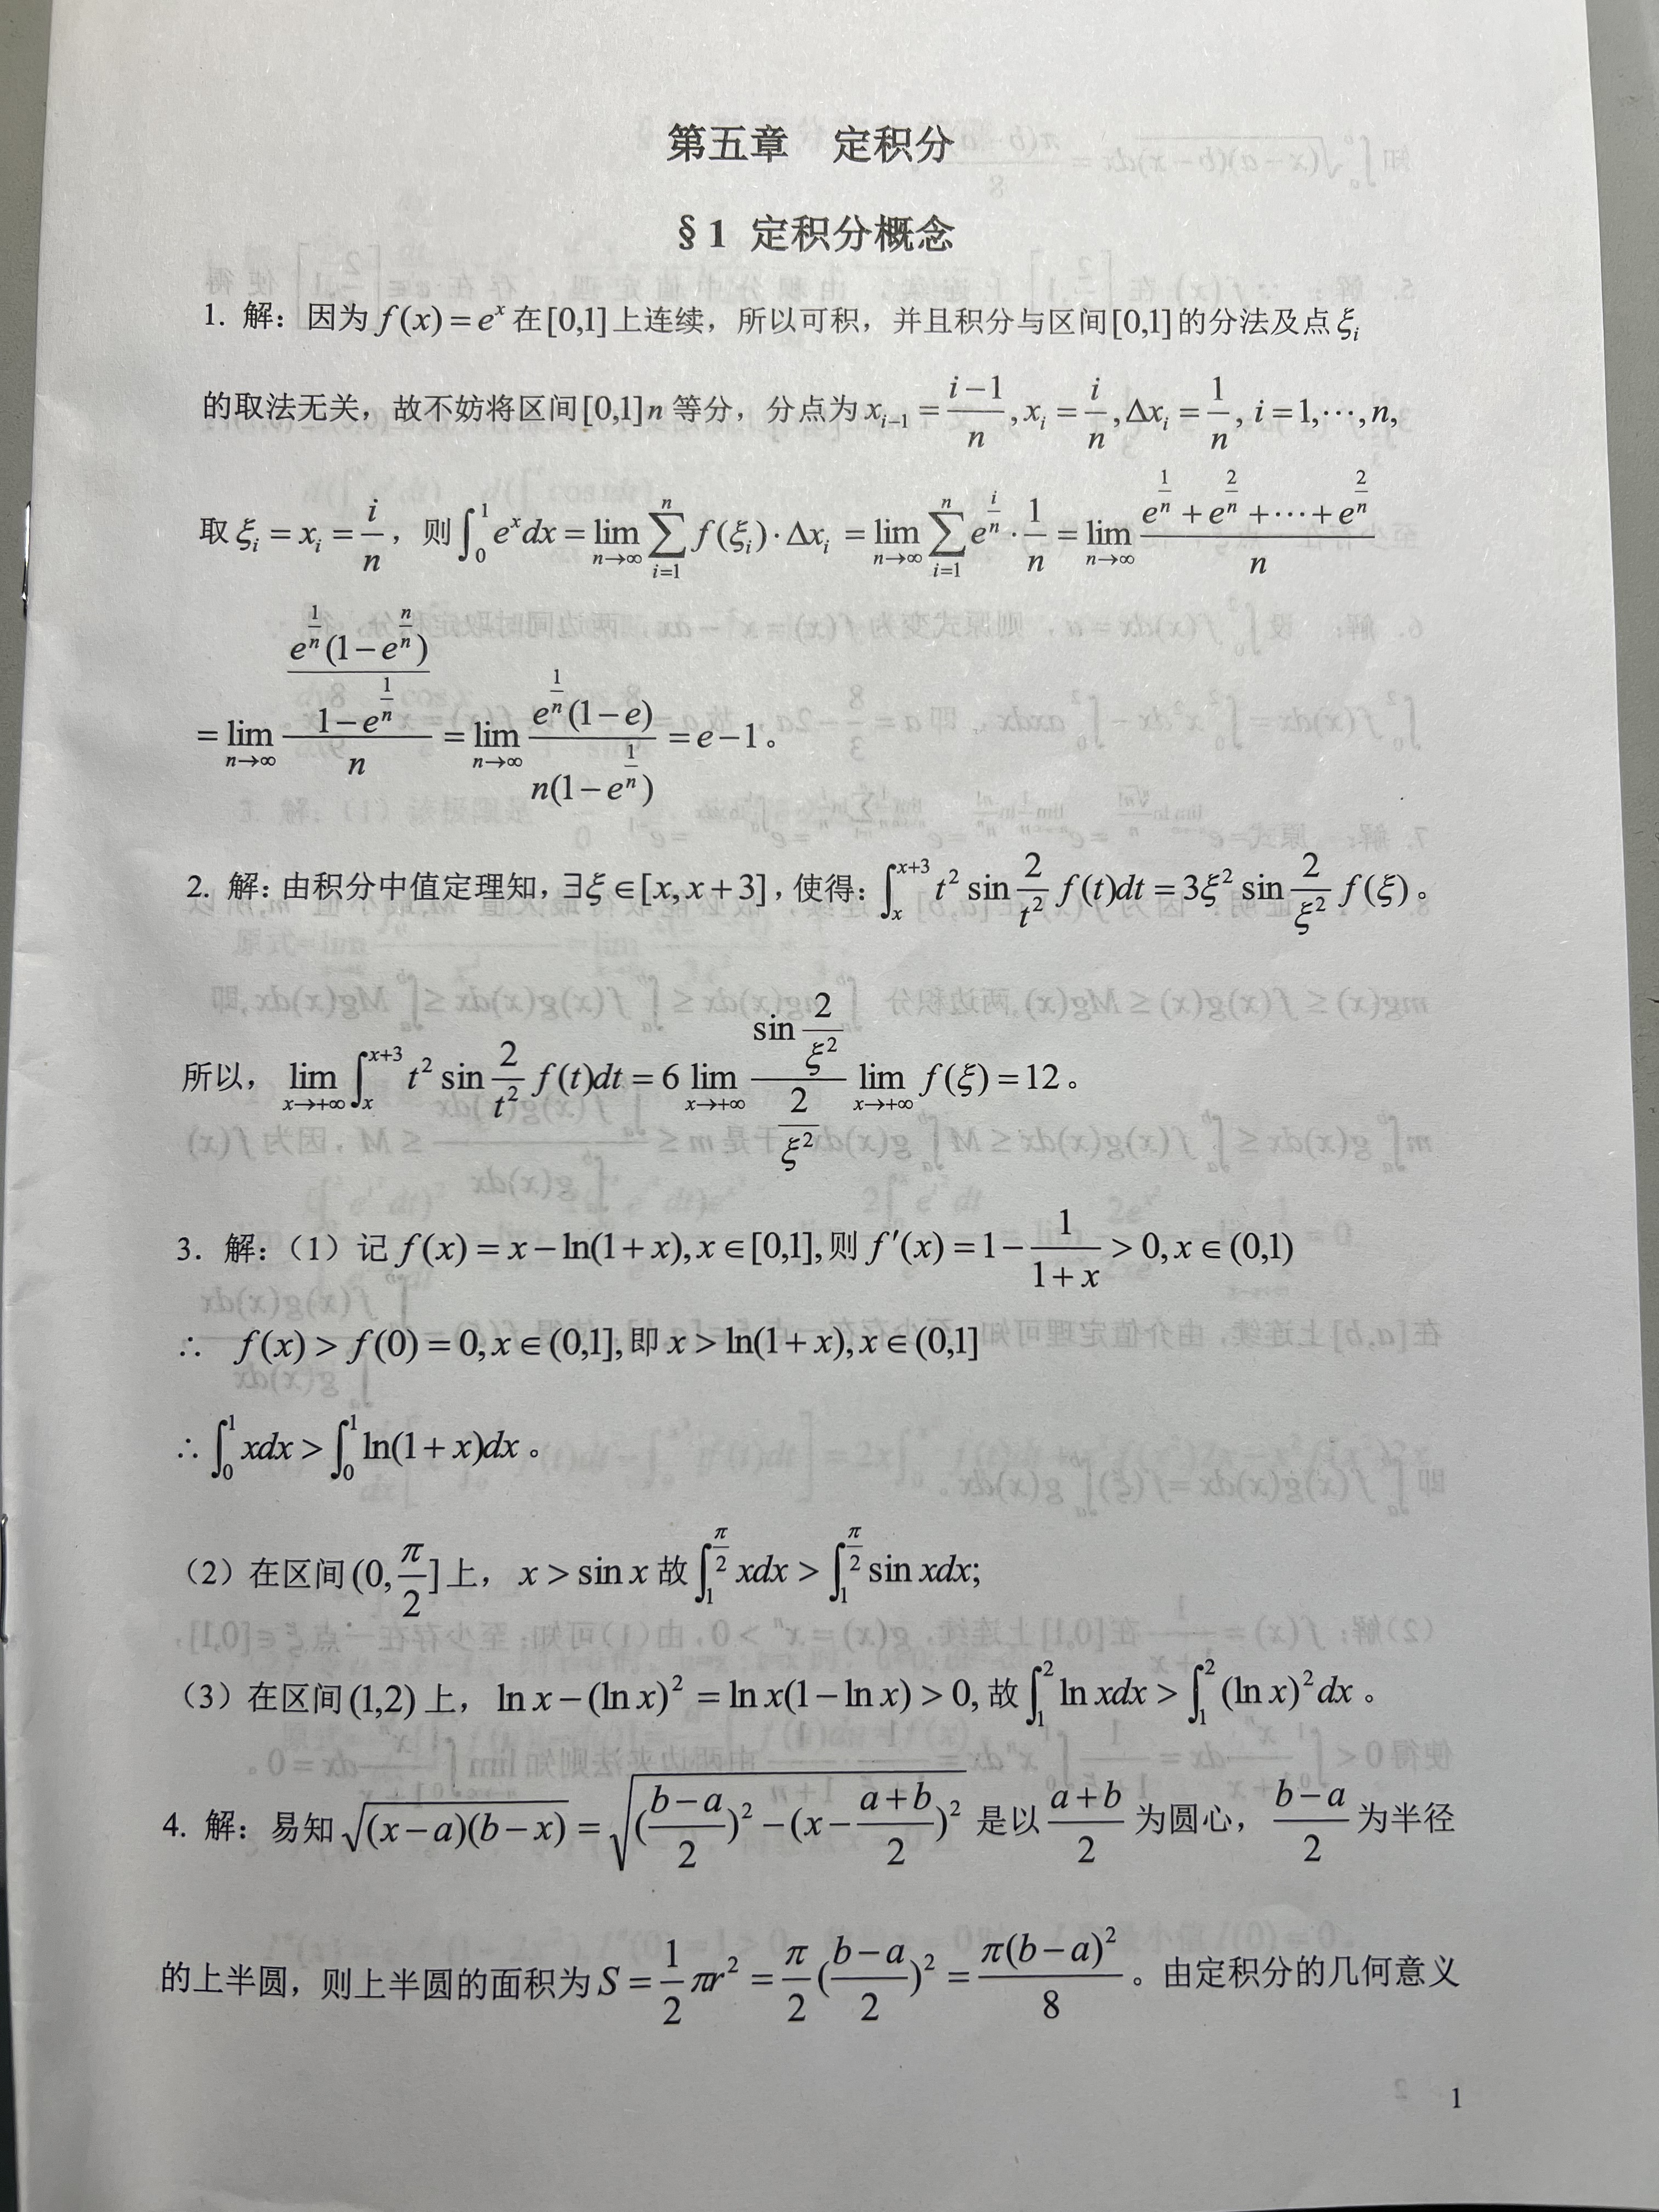 第五章 定积分
§1 定积分概念
1. 解：因为 $f(x)=e^x$ 在 $[0,1]$ 上连续，所以可积，并且积分与区间 $[0,1]$ 的分法及点 $\xi_i$
的取法无关，故不妨将区间 $[0,1]n$ 等分，分点为 $x_{i-1}=\frac{i-1}{n},x_i=\frac{i}{n},\Delta x_i=\frac{1}{n},i=1,\cdots,n,$
取 $\xi_i=x_i=\frac{i}{n}$，则 $\int_0^1 e^x dx=\lim_{n\to\infty}\sum_{i=1}^{n}f(\xi_i)\cdot\Delta x_i=\lim_{n\to\infty}\sum_{i=1}^{n}e^{\frac{i}{n}}\cdot\frac{1}{n}=\lim_{n\to\infty}\frac{e^{\frac{1}{n}}+e^{\frac{2}{n}}+\cdots+e^{\frac{2}{n}}}{n}$
$=\lim_{n\to\infty}\frac{\frac{e^{\frac{1}{n}}(1-e^{\frac{n}{n}})}{1-e^{\frac{1}{n}}}}{n}=\lim_{n\to\infty}\frac{e^{\frac{1}{n}}(1-e)}{n(1-e^{\frac{1}{n}})}=e-1$。
2. 解：由积分中值定理知，$\exists\xi\in[x,x+3]$，使得：$\int_x^{x+3}t^2\sin\frac{2}{t^2}f(t)dt=3\xi^2\sin\frac{2}{\xi^2}f(\xi)$。
所以，$\lim_{x\to+\infty}\int_x^{x+3}t^2\sin\frac{2}{t^2}f(t)dt=6\lim_{x\to+\infty}\frac{\sin\frac{2}{\xi^2}}{\frac{2}{\xi^2}}\lim_{x\to+\infty}f(\xi)=12$。
3. 解：（1）记 $f(x)=x-\ln(1+x),x\in[0,1],$ 则 $f'(x)=1-\frac{1}{1+x}>0,x\in(0,1)$
$\therefore$ $f(x)>f(0)=0,x\in(0,1],$ 即 $x>\ln(1+x),x\in(0,1]$
$\therefore\int_0^1 xdx>\int_0^1\ln(1+x)dx$。
（2）在区间 $(0,\frac{\pi}{2}]$ 上，$x>\sin x$ 故 $\int_1^{\frac{\pi}{2}}xdx>\int_1^{\frac{\pi}{2}}\sin xdx;$
（3）在区间 $(1,2)$ 上，$\ln x-(\ln x)^2=\ln x(1-\ln x)>0,$ 故 $\int_1^2\ln xdx>\int_1^2(\ln x)^2dx$。
4. 解：易知 $\sqrt{(x-a)(b-x)}=\sqrt{(\frac{b-a}{2})^2-(x-\frac{a+b}{2})^2}$ 是以 $\frac{a+b}{2}$ 为圆心，$\frac{b-a}{2}$ 为半径
的上半圆，则上半圆的面积为 $S=\frac{1}{2}\pi r^2=\frac{\pi}{2}(\frac{b-a}{2})^2=\frac{\pi(b-a)^2}{8}$。由定积分的几何意义
1